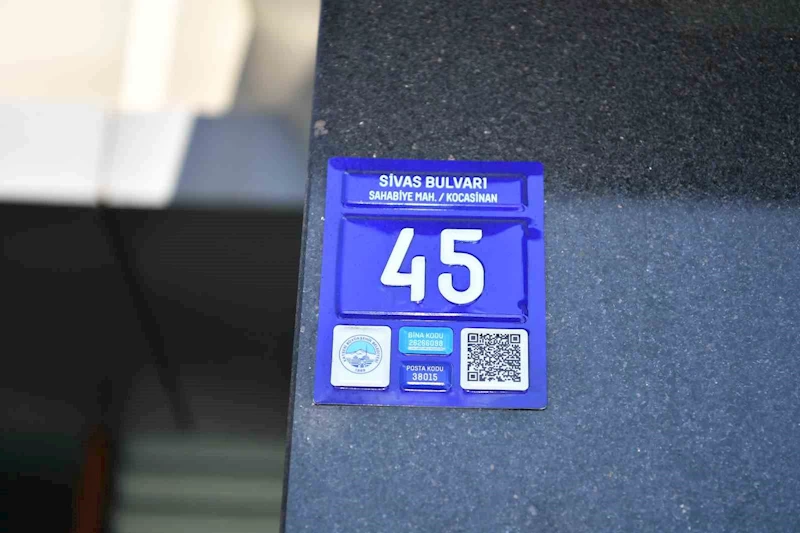 SİVAS BULVARI
SAHABİYE MAH. / KOCASİNAN
45
BİNA KODU
POSTA KODU
38015